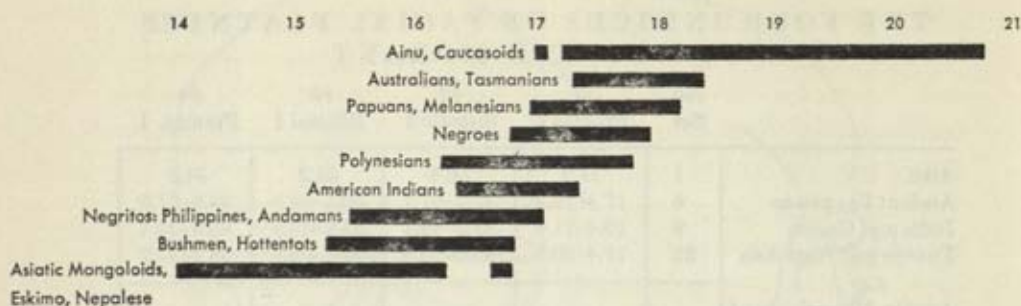 14 15 16 17 18 19 20 21
Ainu, Caucasoids
Australians, Tasmanians
Papuans, Melanesians
Negroes
Polynesians
American Indians
Negritos: Philippines, Andamans
Bushmen, Hottentots
Asiatic Mongoloids,
Eskimo, Nepalese